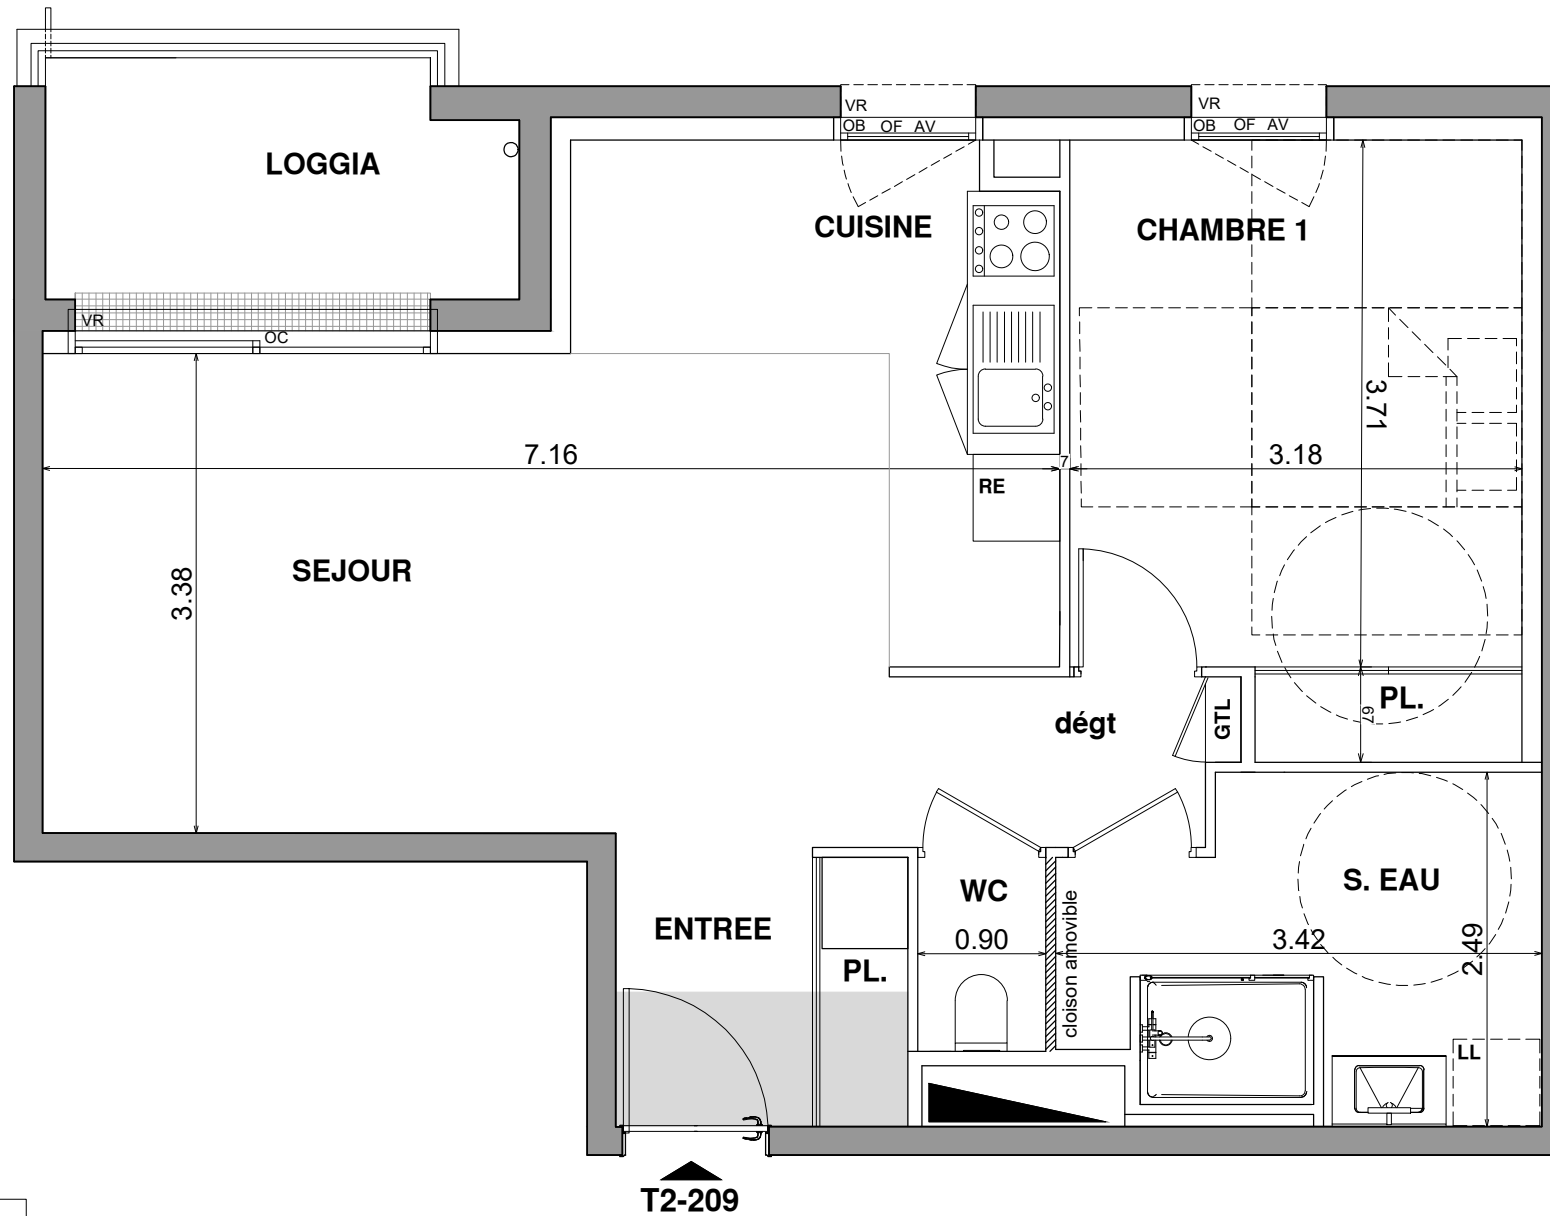 VR
OB OF AV
VR
OB OF AV
LOGGIA
CUISINE
CHAMBRE 1
VR
OC
3.71
7.16
7
3.18
RE
SEJOUR
3.38
PL.
67
GTL
dégt
WC
S. EAU
cloison amovible
ENTREE
0.90
3.42
2.49
PL.
LL
T2-209